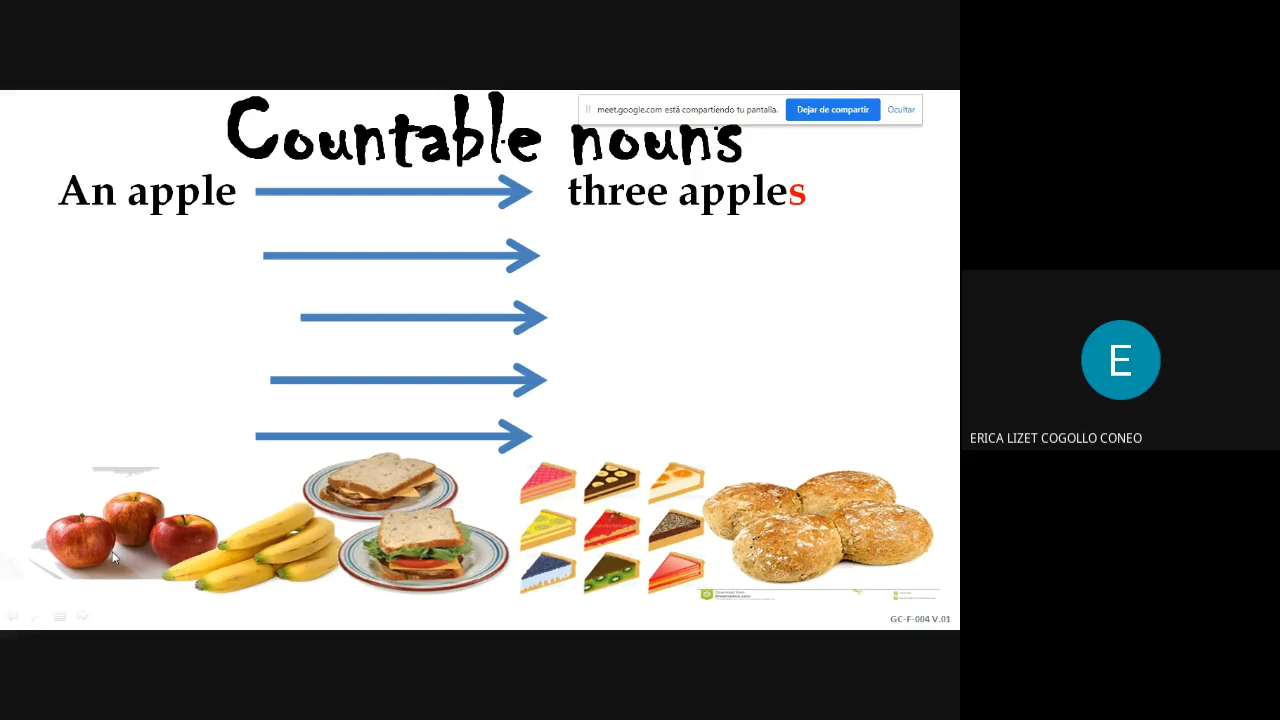 meet.google.com está compartiendo tu pantalla. Dejar de compartir Ocultar
Countable nouns
An apple three apples
E
ERICA LIZET COGOLLO CONEO
GC-F-004 V.01